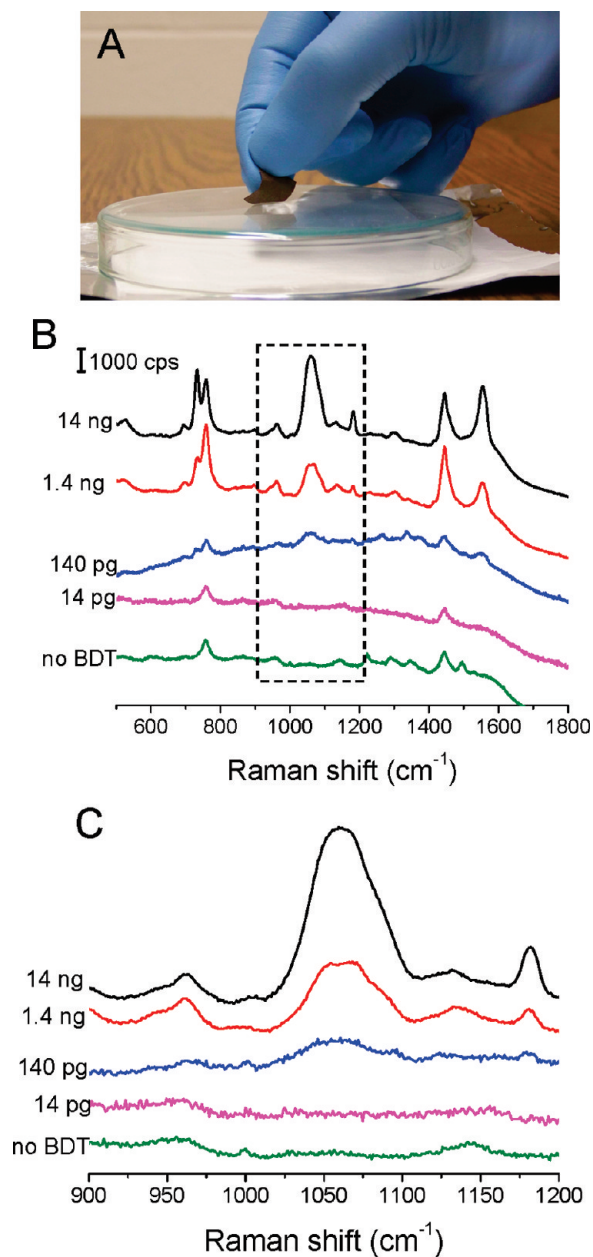 A
B
1000 cps
14 ng
1.4 ng
140 pg
14 pg
no BDT
600 800 1000 1200 1400 1600 1800
Raman shift (cm⁻¹)
C
14 ng
1.4 ng
140 pg
14 pg
no BDT
900 950 1000 1050 1100 1150 1200
Raman shift (cm⁻¹)